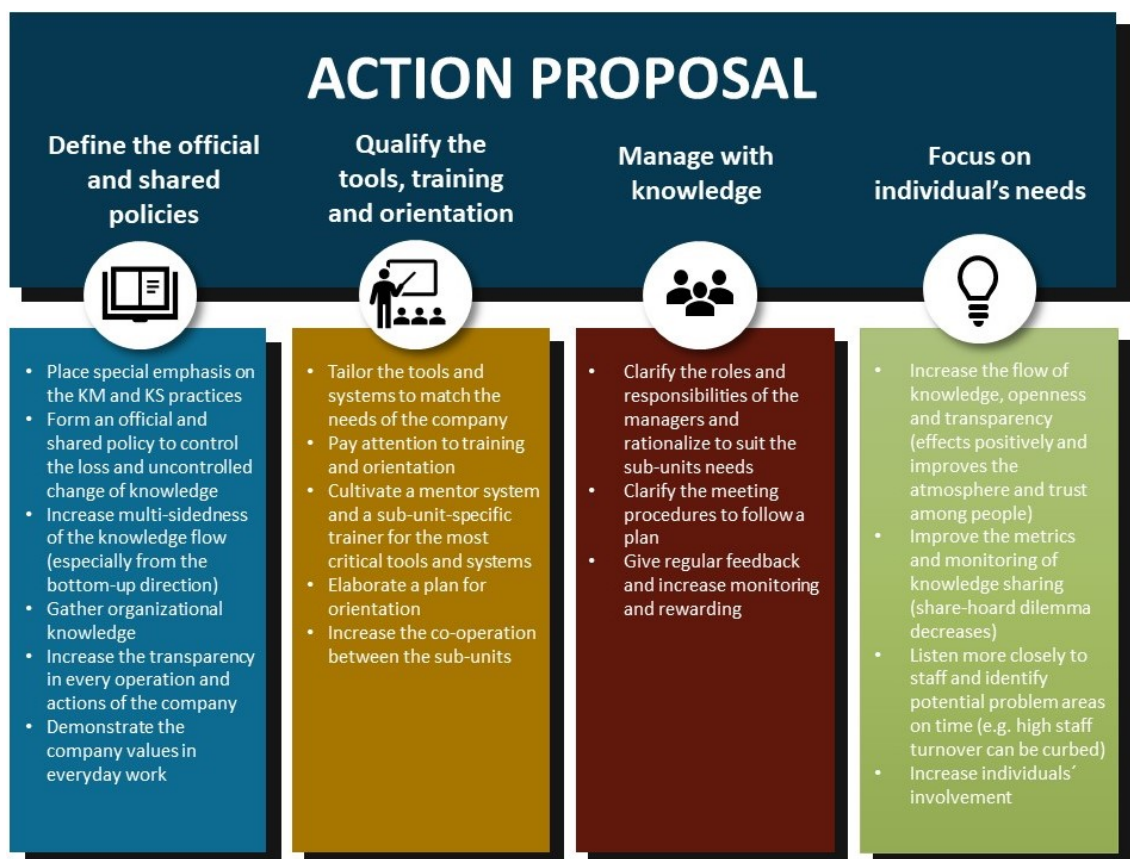 ACTION PROPOSAL
Define the official
and shared
policies
Qualify the
tools, training
and orientation
Manage with
knowledge
Focus on
individual’s needs
• Place special emphasis on
the KM and KS practices
• Form an official and
shared policy to control
the loss and uncontrolled
change of knowledge
• Increase multi-sidedness
of the knowledge flow
(especially from the
bottom-up direction)
• Gather organizational
knowledge
• Increase the transparency
in every operation and
actions of the company
• Demonstrate the
company values in
everyday work
• Tailor the tools and
systems to match the
needs of the company
• Pay attention to training
and orientation
• Cultivate a mentor system
and a sub-unit-specific
trainer for the most
critical tools and systems
• Elaborate a plan for
orientation
• Increase the co-operation
between the sub-units
• Clarify the roles and
responsibilities of the
managers and
rationalize to suit the
sub-units needs
• Clarify the meeting
procedures to follow a
plan
• Give regular feedback
and increase monitoring
and rewarding
• Increase the flow of
knowledge, openness
and transparency
(effects positively and
improves the
atmosphere and trust
among people)
• Improve the metrics
and monitoring of
knowledge sharing
(share-hoard dilemma
decreases)
• Listen more closely to
staff and identify
potential problem areas
on time (e.g. high staff
turnover can be curbed)
• Increase individuals´
involvement